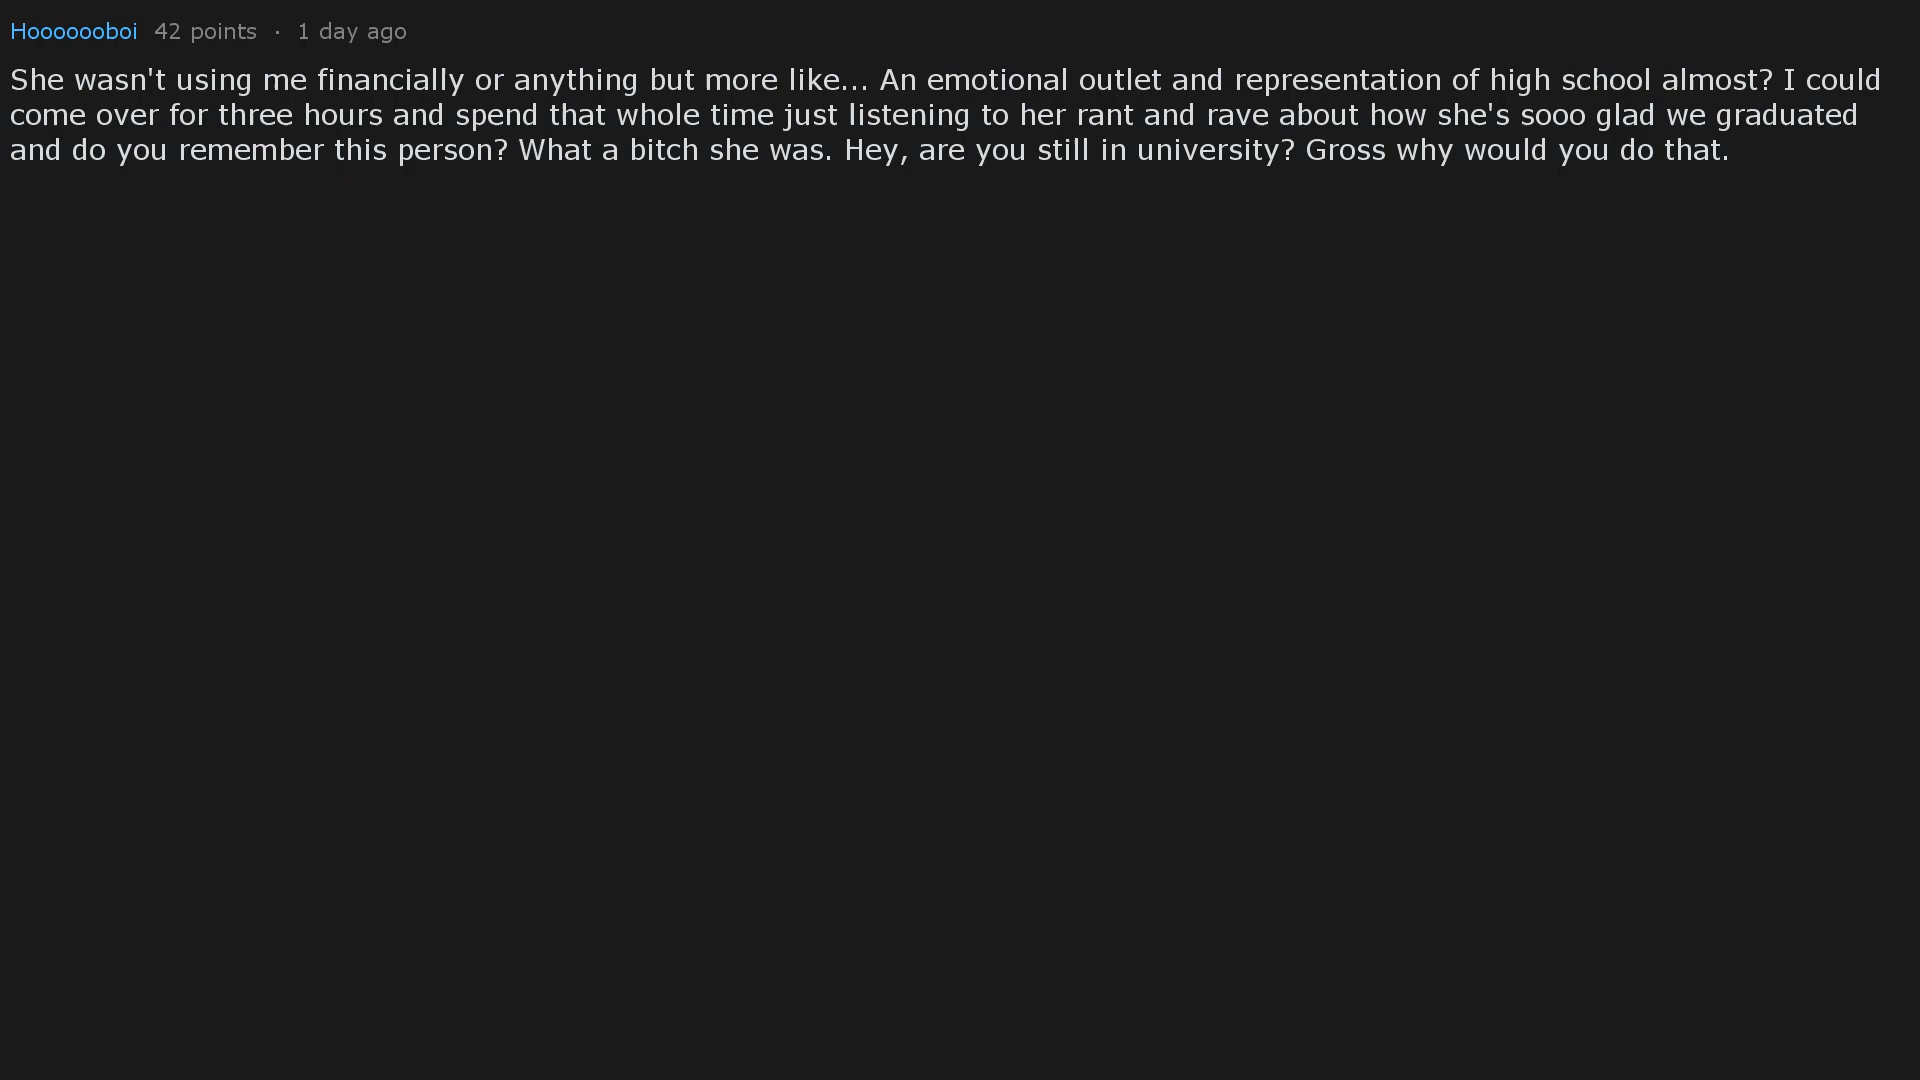 Hoooooooboi 42 points · 1 day ago
She wasn't using me financially or anything but more like... An emotional outlet and representation of high school almost? I could
come over for three hours and spend that whole time just listening to her rant and rave about how she's sooo glad we graduated
and do you remember this person? What a bitch she was. Hey, are you still in university? Gross why would you do that.